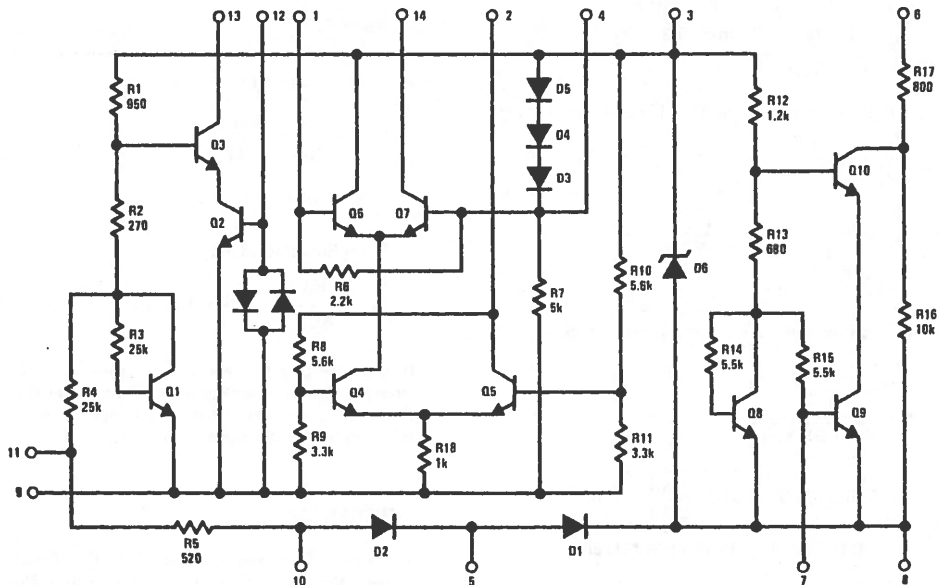 13
12
1
14
2
4
3
6
R1
950
Q3
D5
D4
D3
R12
1.2k
R17
800
Q10
R2
270
Q2
Q6
Q7
R6
2.2k
R7
5k
R10
5.6k
D6
R13
680
R16
10k
R3
25k
R4
25k
Q1
R8
5.6k
Q4
Q5
R9
3.3k
R18
1k
R11
3.3k
R14
5.5k
R15
5.5k
Q8
Q9
11
9
R5
520
D2
D1
10
5
7
8